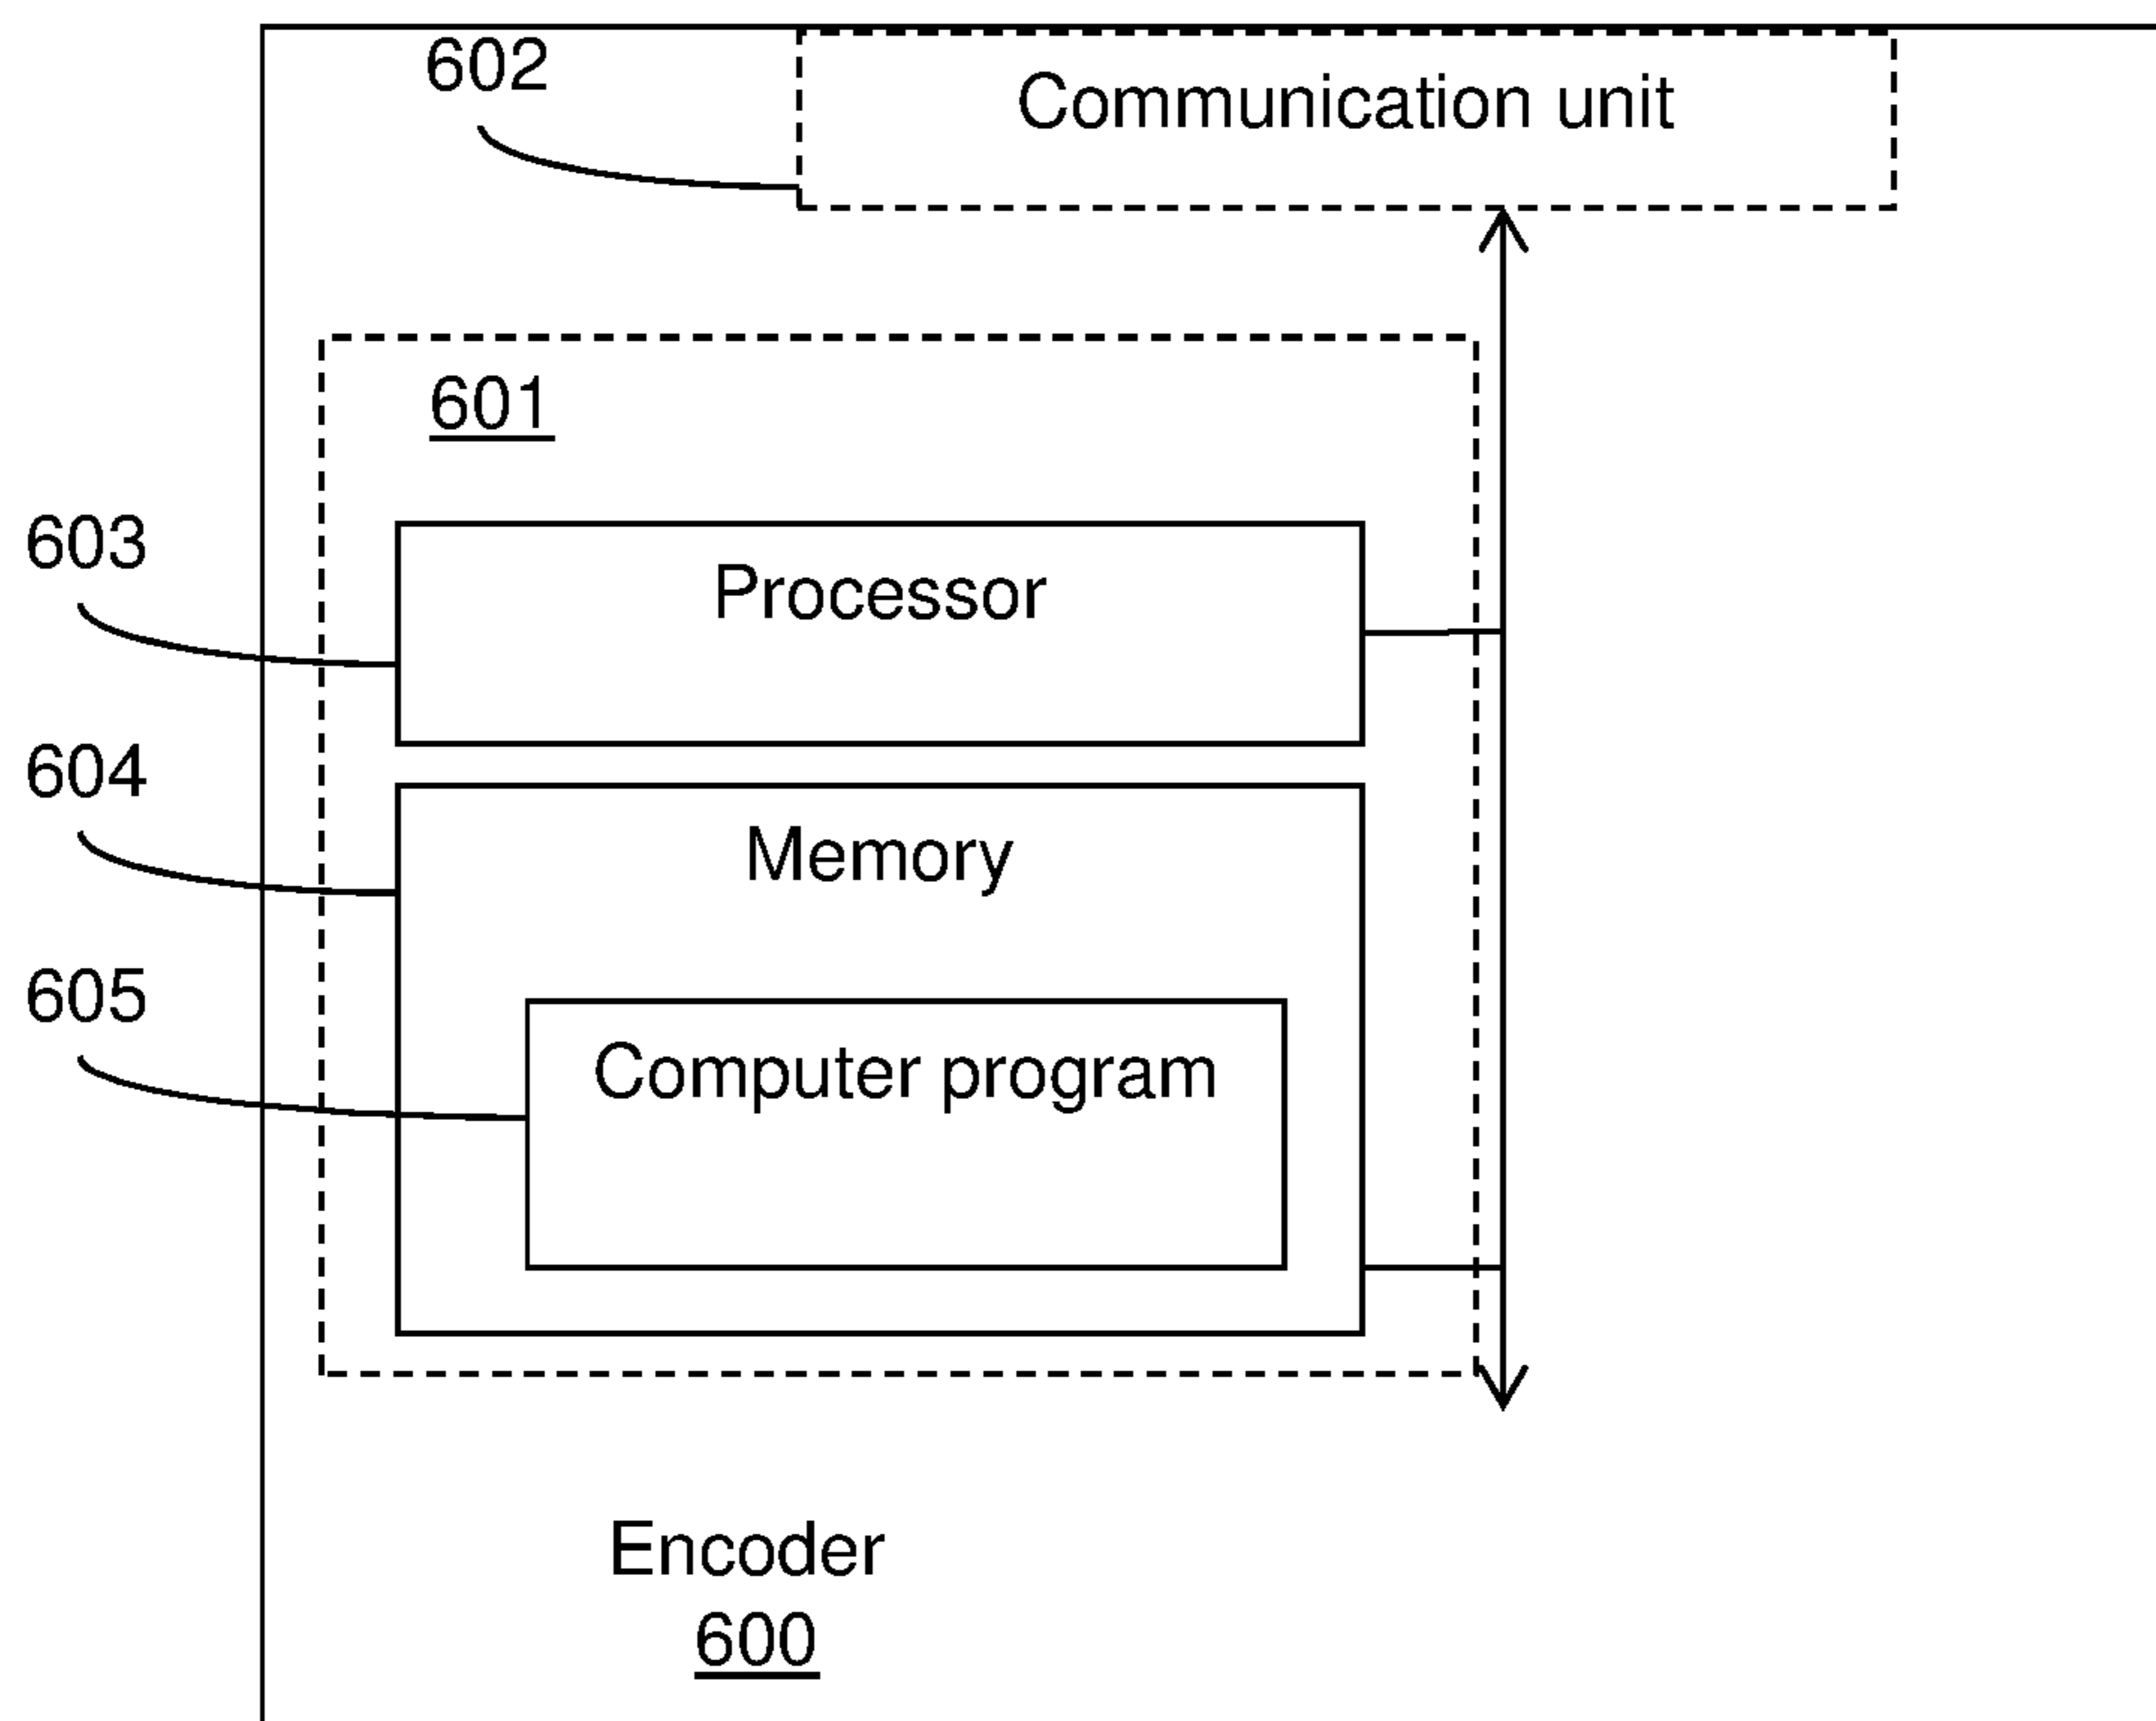 602
Communication unit
601
603
Processor
604
Memory
605
Computer program
Encoder
600